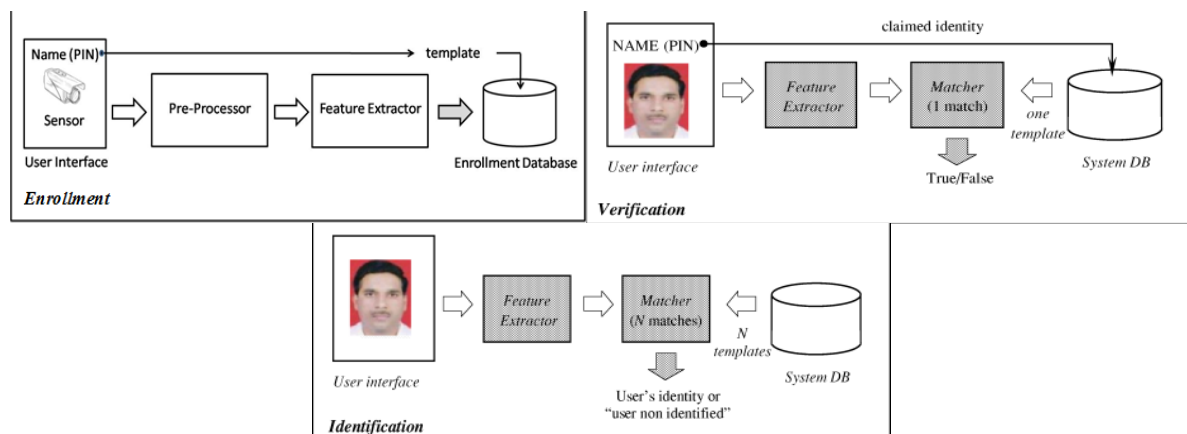 Name (PIN)
Sensor
User Interface
Pre-Processor
Feature Extractor
template
Enrollment Database
Enrollment
NAME (PIN)
claimed identity
User interface
Feature
Extractor
Matcher
(1 match)
one
template
System DB
True/False
Verification
User interface
Feature
Extractor
Matcher
(N matches)
N
templates
System DB
User's identity or
"user non identified"
Identification